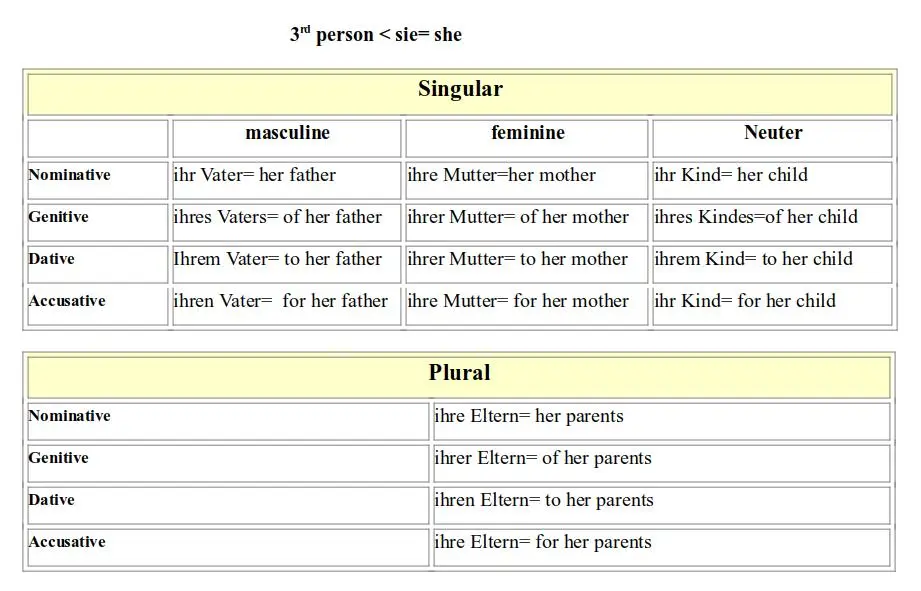 3rd person < sie= she
Singular
masculine feminine Neuter
Nominative ihr Vater= her father ihre Mutter=her mother ihr Kind= her child
Genitive ihres Vaters= of her father ihrer Mutter= of her mother ihres Kindes=of her child
Dative Ihrem Vater= to her father ihrer Mutter= to her mother ihrem Kind= to her child
Accusative ihren Vater=  for her father ihre Mutter= for her mother ihr Kind= for her child
Plural
Nominative ihre Eltern= her parents
Genitive ihrer Eltern= of her parents
Dative ihren Eltern= to her parents
Accusative ihre Eltern= for her parents